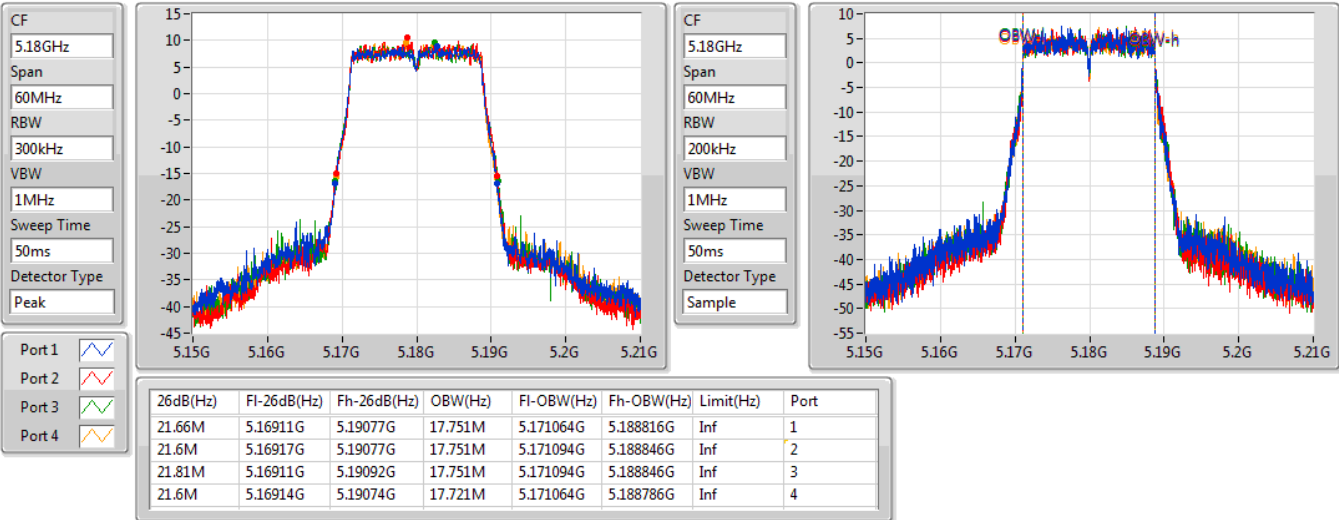 CF
5.18GHz
Span
60MHz
RBW
300kHz
VBW
1MHz
Sweep Time
50ms
Detector Type
Peak
15
10
5
0
-5
-10
-15
-20
-25
-30
-35
-40
-45
5.15G 5.16G 5.17G 5.18G 5.19G 5.2G 5.21G
CF
5.18GHz
Span
60MHz
RBW
200kHz
VBW
1MHz
Sweep Time
50ms
Detector Type
Sample
10
5
0
-5
-10
-15
-20
-25
-30
-35
-40
-45
-50
-55
5.15G 5.16G 5.17G 5.18G 5.19G 5.2G 5.21G
Port 1
Port 2
Port 3
Port 4
26dB(Hz) Fl-26dB(Hz) Fh-26dB(Hz) OBW(Hz) Fl-OBW(Hz) Fh-OBW(Hz) Limit(Hz) Port
21.66M 5.16911G 5.19077G 17.751M 5.171064G 5.188816G Inf 1
21.6M 5.16917G 5.19077G 17.751M 5.171094G 5.188846G Inf 2
21.81M 5.16911G 5.19092G 17.751M 5.171094G 5.188846G Inf 3
21.6M 5.16914G 5.19074G 17.721M 5.171064G 5.188786G Inf 4